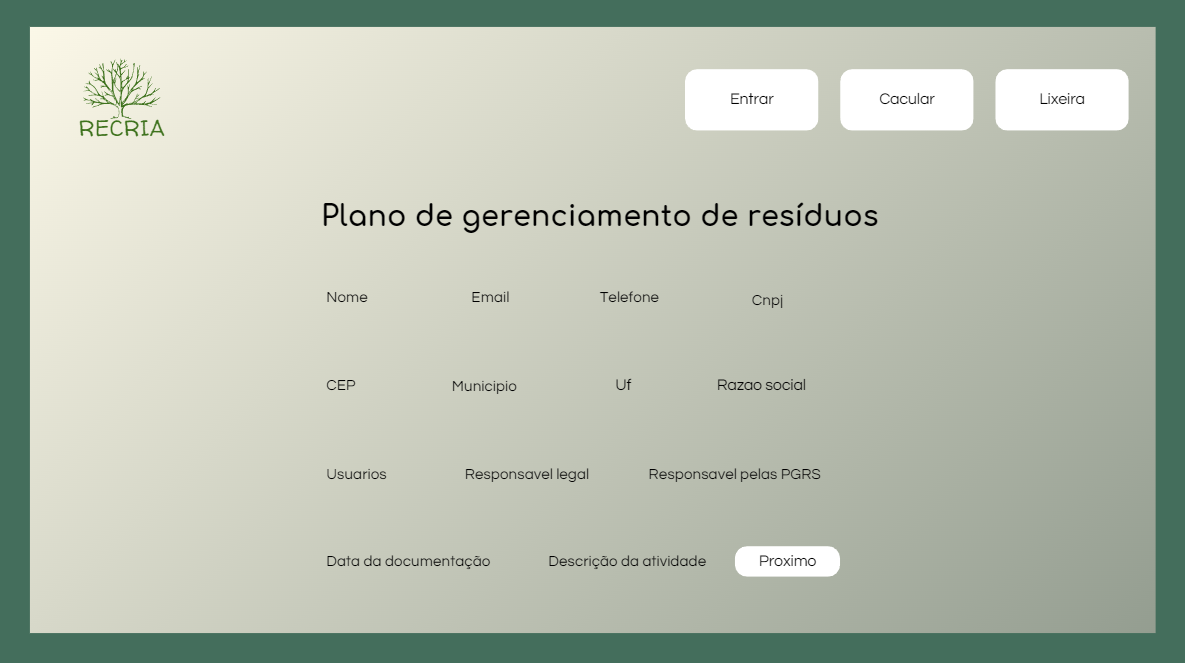 RECRIA
Entrar Cacular Lixeira
Plano de gerenciamento de resíduos
Nome Email Telefone Cnpj
CEP Municipio Uf Razao social
Usuarios Responsavel legal Responsavel pelas PGRS
Data da documentação Descrição da atividade Proximo